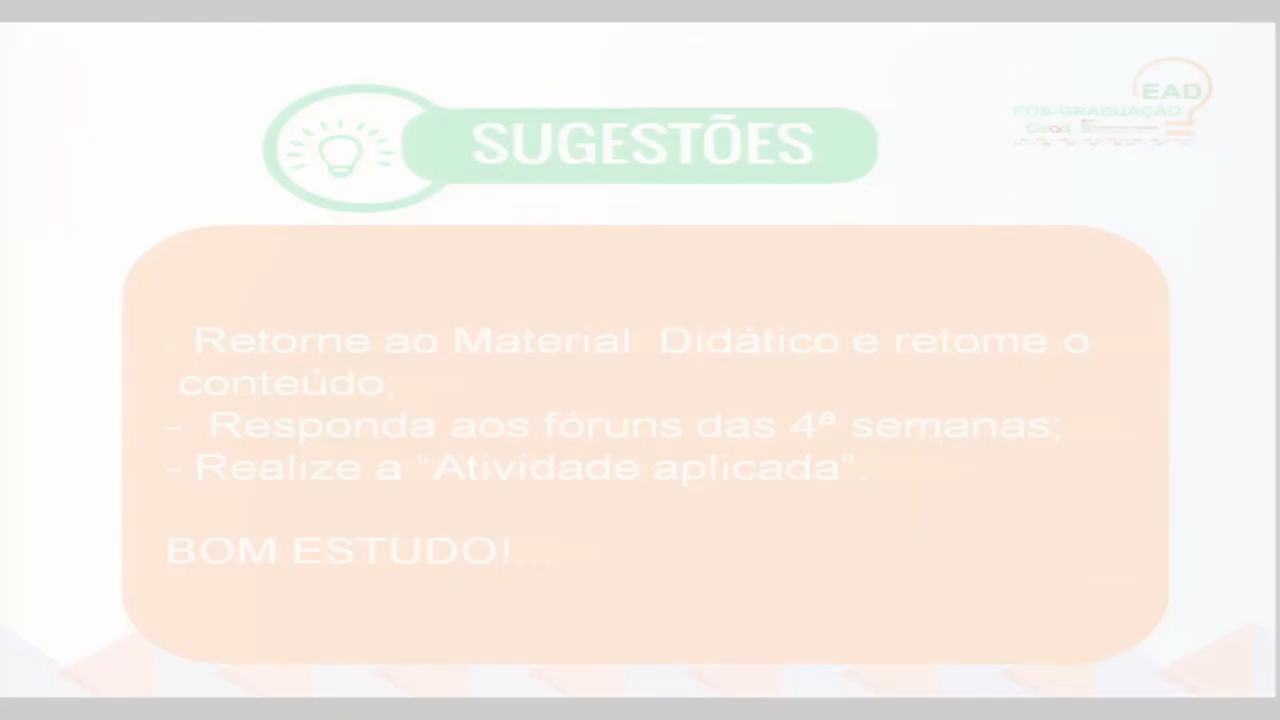 SUGESTÕES
EAD
PÓS-GRADUAÇÃO
Cead
- Retorne ao Material Didático e retome o
conteúdo;
- Responda aos fóruns das 4ª semanas;
- Realize a “Atividade aplicada”.
BOM ESTUDO!...